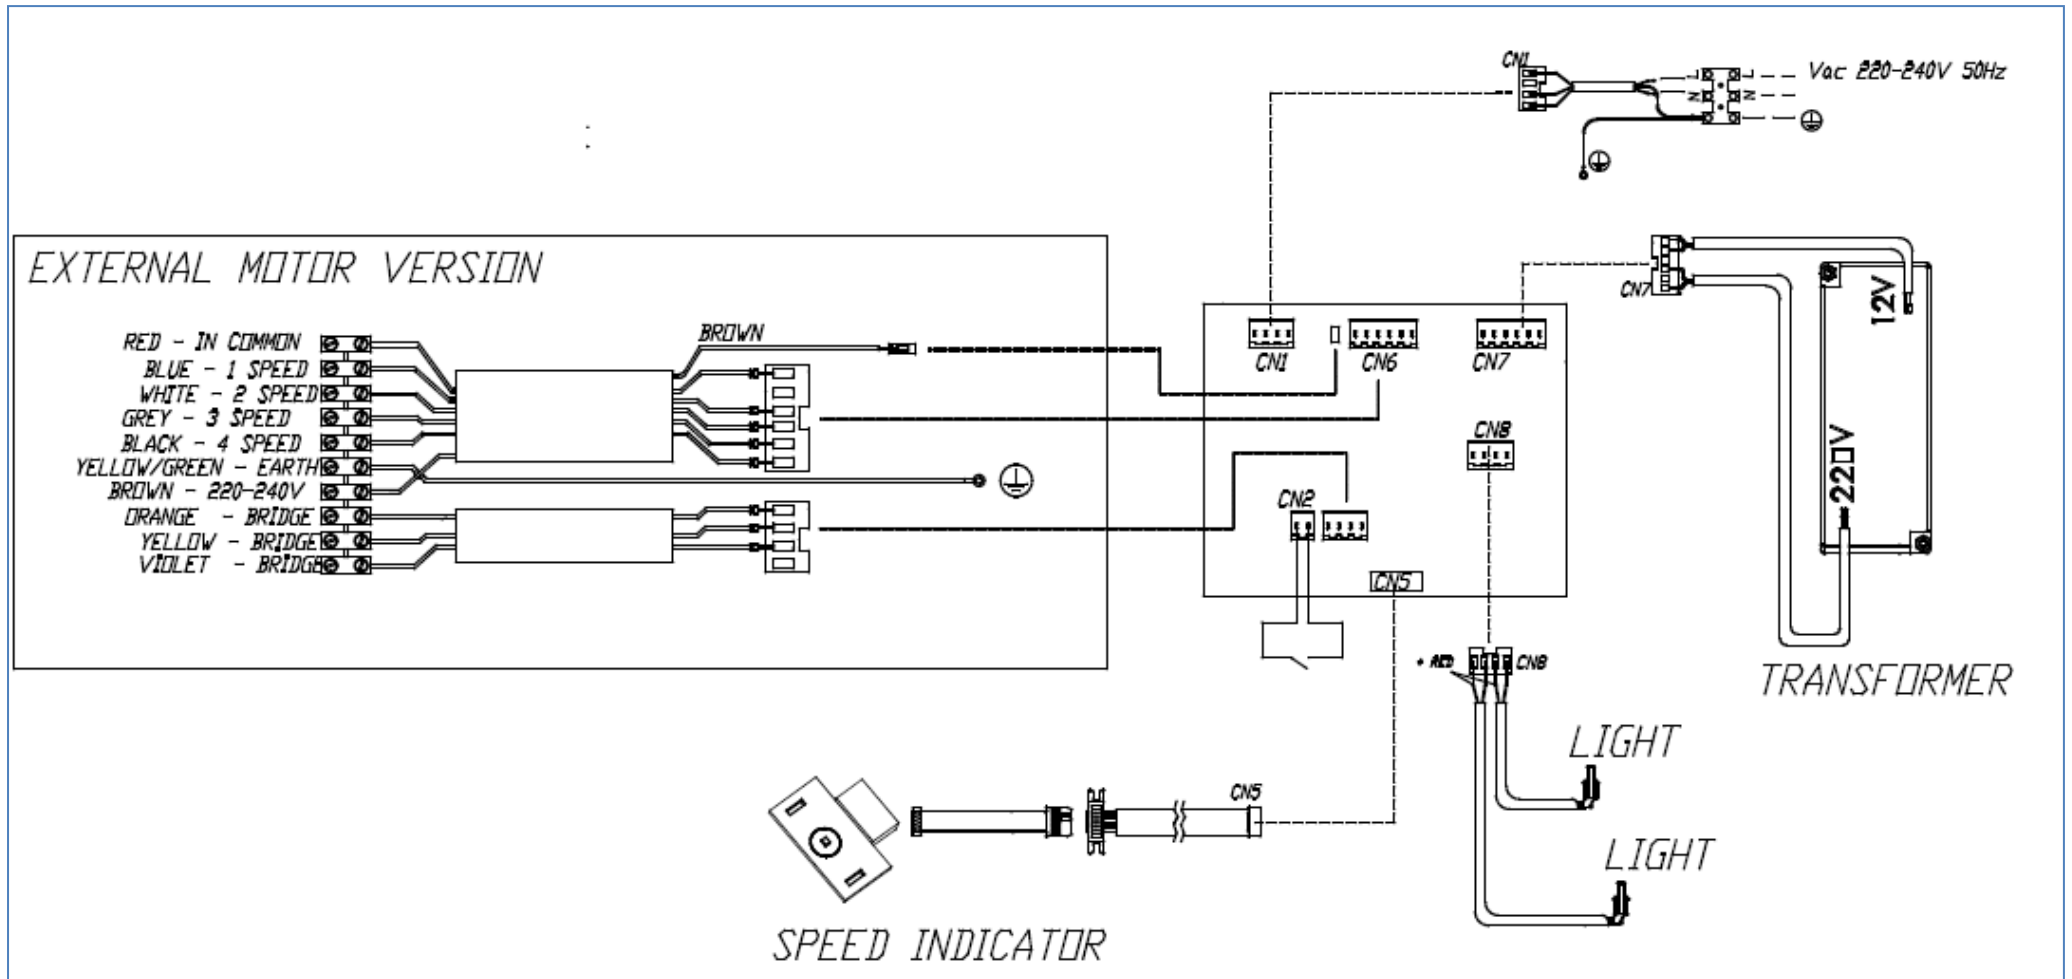 CN1
L L Vac 220-240V 50Hz
N N
EXTERNAL MOTOR VERSION
CN7
12V
220V
TRANSFORMER
RED - IN COMMON
BLUE - 1 SPEED
WHITE - 2 SPEED
GREY - 3 SPEED
BLACK - 4 SPEED
YELLOW/GREEN - EARTH
BROWN - 220-240V
ORANGE - BRIDGE
YELLOW - BRIDGE
VIOLET - BRIDGE
BROWN
CN1 CN6 CN7
CN8
CN2
CN5
+ RED CN8
LIGHT
CN5
LIGHT
SPEED INDICATOR